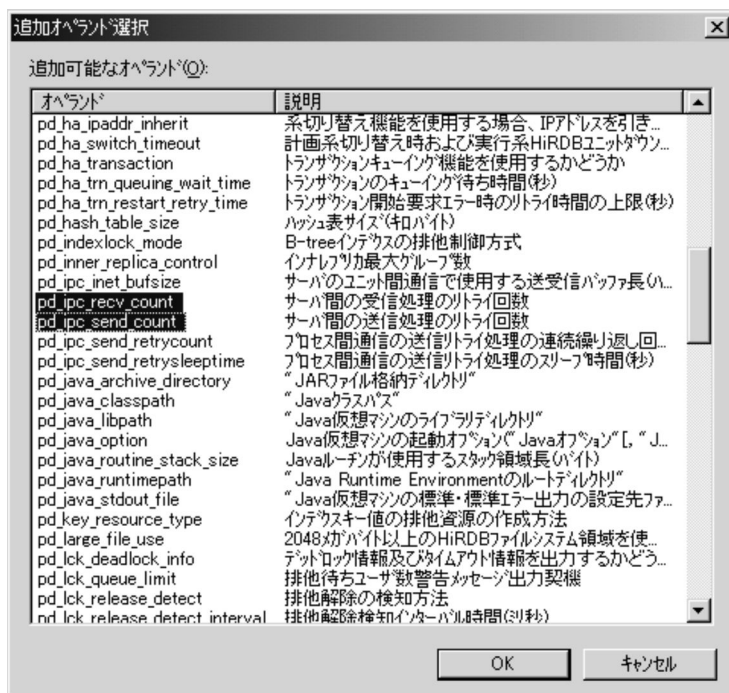 追加オペランド選択
追加可能なオペランド(O):
オペランド 説明
pd_ha_ipaddr_inherit 系切り替え機能を使用する場合、IPアドレスを引き...
pd_ha_switch_timeout 計画系切り替え時および実行系HiRDBユニットダウン...
pd_ha_transaction トランザクションキューイング機能を使用するかどうか
pd_ha_trn_queuing_wait_time トランザクションのキューイング待ち時間(秒)
pd_ha_trn_restart_retry_time トランザクション開始要求エラー時のリトライ時間の上限(秒)
pd_hash_table_size ハッシュ表サイズ(キロバイト)
pd_indexlock_mode B-treeインデクスの排他制御方式
pd_inner_replica_control インナレプリカ最大グループ数
pd_ipc_inet_bufsize サーバのユニット間通信で使用する送受信バッファ長(バ...
pd_ipc_recv_count サーバ間の受信処理のリトライ回数
pd_ipc_send_count サーバ間の送信処理のリトライ回数
pd_ipc_send_retrycount プロセス間通信の送信リトライ処理の連続繰り返し回...
pd_ipc_send_retrysleeptime プロセス間通信の送信リトライ処理のスリープ時間(秒)
pd_java_archive_directory "JARファイル格納ディレクトリ"
pd_java_classpath "Javaクラスパス"
pd_java_libpath "Java仮想マシンのライブラリディレクトリ"
pd_java_option Java仮想マシンの起動オプション("Javaオプション"[, "J...
pd_java_routine_stack_size Javaルーチンが使用するスタック領域長(バイト)
pd_java_runtimepath "Java Runtime Environmentのルートディレクトリ"
pd_java_stdout_file "Java仮想マシンの標準・標準エラー出力の設定先ファ...
pd_key_resource_type インデクスキー値の排他資源の作成方法
pd_large_file_use 2048メガバイト以上のHiRDBファイルシステム領域を使...
pd_lck_deadlock_info デッドロック情報及びタイムアウト情報を出力するかどう...
pd_lck_queue_limit 排他待ちユーザ数警告メッセージ出力契機
pd_lck_release_detect 排他解除の検知方法
pd_lck_release_detect_interval 排他解除検知インターバル時間(ミリ秒)
OK キャンセル